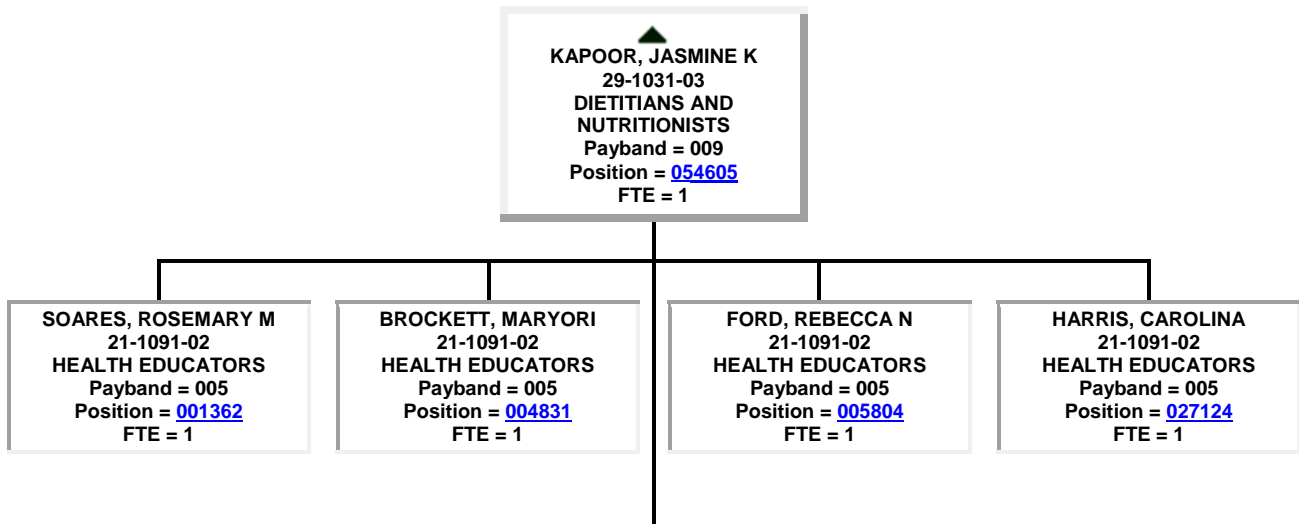 KAPOOR, JASMINE K
29-1031-03
DIETITIANS AND
NUTRITIONISTS
Payband = 009
Position = 054605
FTE = 1
SOARES, ROSEMARY M
21-1091-02
HEALTH EDUCATORS
Payband = 005
Position = 001362
FTE = 1
BROCKETT, MARYORI
21-1091-02
HEALTH EDUCATORS
Payband = 005
Position = 004831
FTE = 1
FORD, REBECCA N
21-1091-02
HEALTH EDUCATORS
Payband = 005
Position = 005804
FTE = 1
HARRIS, CAROLINA
21-1091-02
HEALTH EDUCATORS
Payband = 005
Position = 027124
FTE = 1